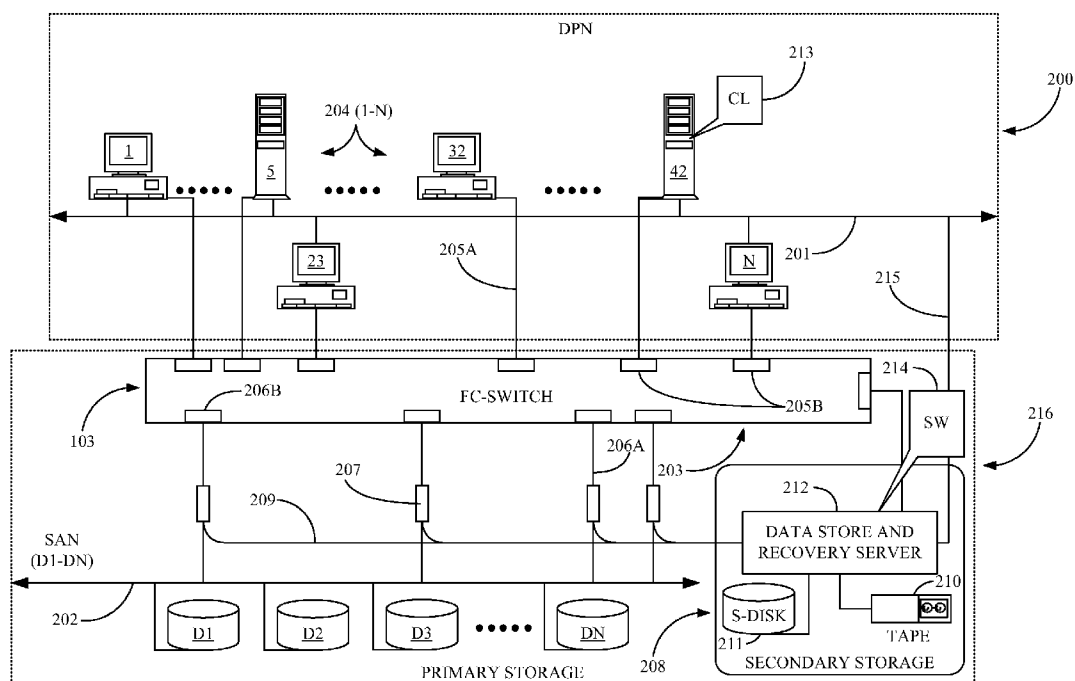 DPN
213
CL
200
204 (1-N)
1
5
32
42
201
23
205A
N
215
214
206B
FC-SWITCH
205B
SW
103
206A
203
216
207
212
209
DATA STORE AND
RECOVERY SERVER
SAN
(D1-DN)
210
202
D1
D2
D3
DN
S-DISK
TAPE
208
211
PRIMARY STORAGE
SECONDARY STORAGE